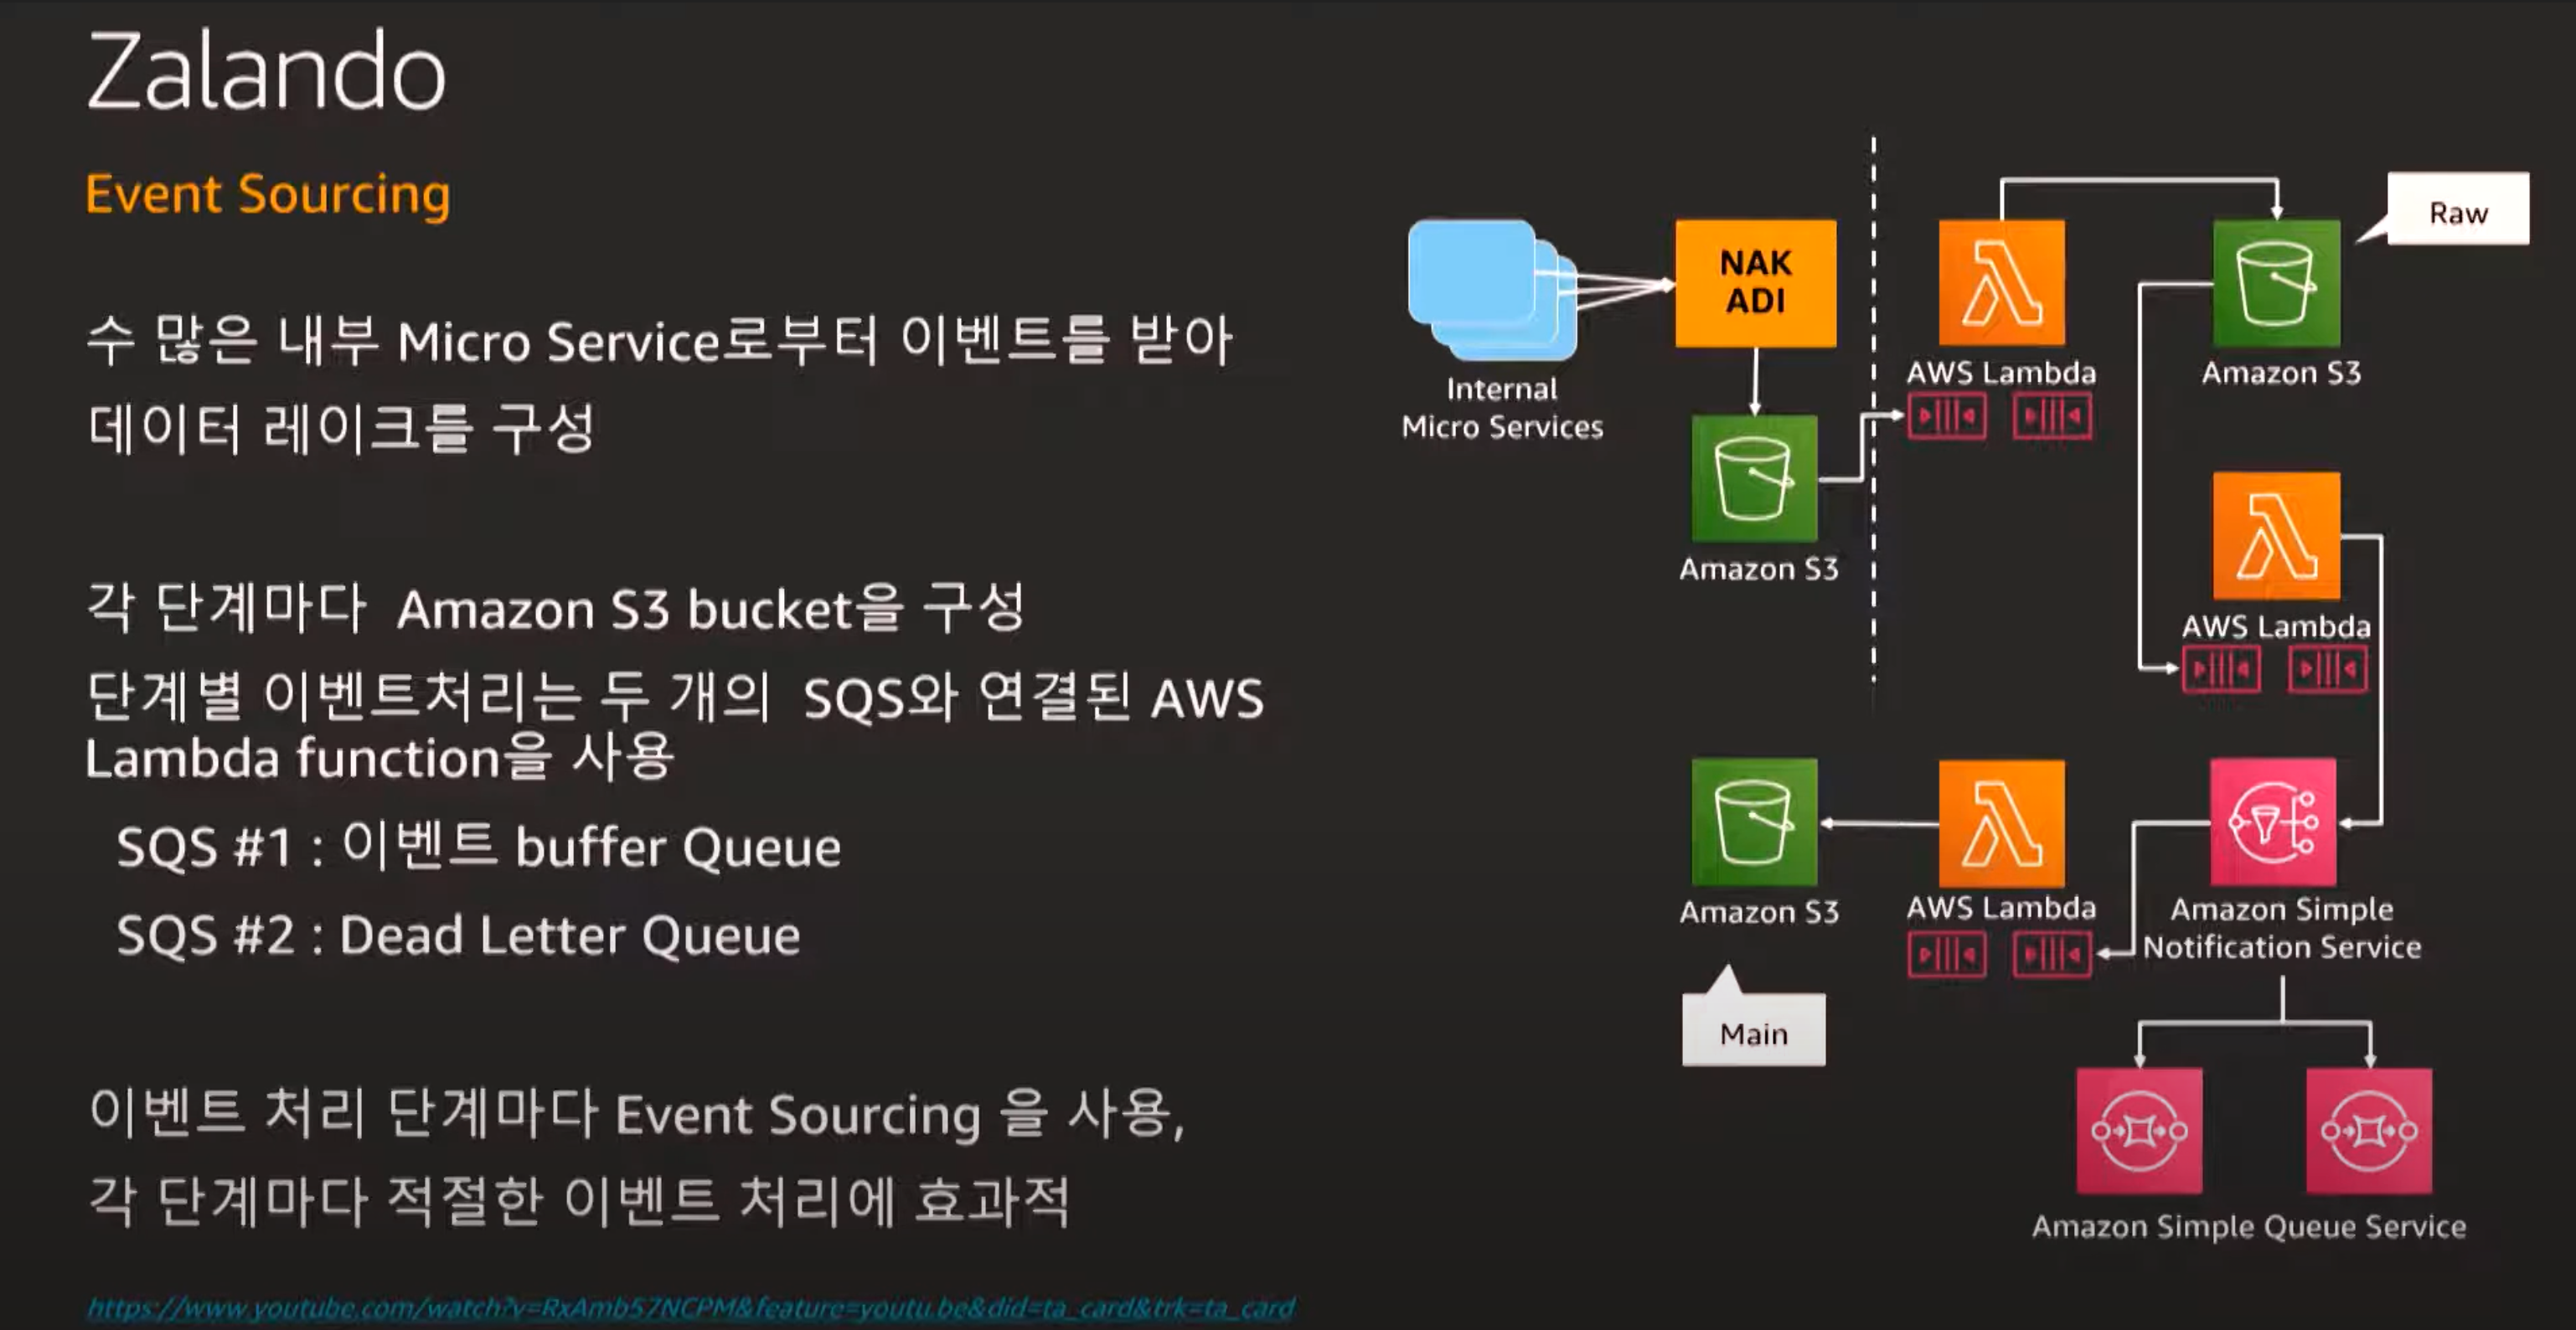 Zalando
Event Sourcing
수 많은 내부 Micro Service로부터 이벤트를 받아
데이터 레이크를 구성
각 단계마다 Amazon S3 bucket을 구성
단계별 이벤트처리는 두 개의 SQS와 연결된 AWS
Lambda function을 사용
SQS #1 : 이벤트 buffer Queue
SQS #2 : Dead Letter Queue
이벤트 처리 단계마다 Event Sourcing 을 사용,
각 단계마다 적절한 이벤트 처리에 효과적
https://www.youtube.com/watch?v=RxAmb57NCPM&feature=youtu.be&did=ta_card&trk=ta_card
Internal
Micro Services
NAK
ADI
Amazon S3
AWS Lambda
Raw
Amazon S3
AWS Lambda
Amazon Simple
Notification Service
AWS Lambda
Amazon S3
Main
Amazon Simple Queue Service